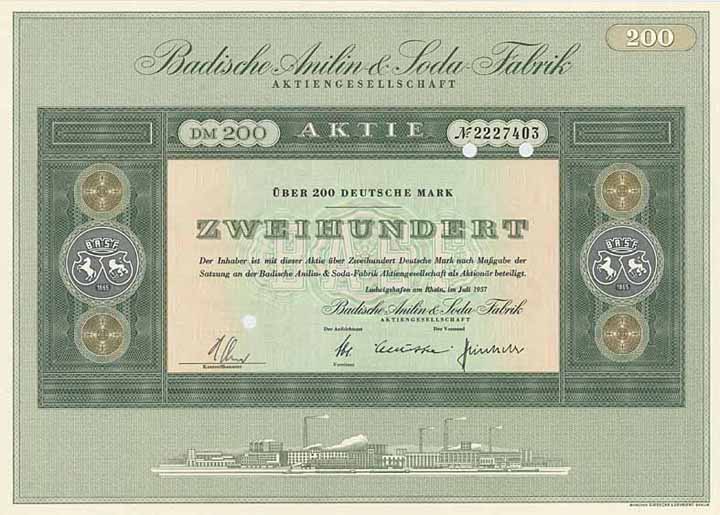 200
Badische Anilin- & Soda-Fabrik
AKTIENGESELLSCHAFT
DM 200 AKTIE № 2227403
ÜBER 200 DEUTSCHE MARK
ZWEIHUNDERT
BASF
Der Inhaber ist mit dieser Aktie über Zweihundert Deutsche Mark nach Maßgabe der
Satzung an der Badische Anilin- & Soda-Fabrik Aktiengesellschaft als Aktionär beteiligt.
Ludwigshafen am Rhein, im Juli 1957
Badische Anilin & Soda-Fabrik
AKTIENGESELLSCHAFT
Der Aufsichtsrat Der Vorstand
Kontrollbeamter Vorsitzer
BASF
1865
BASF
1865
GIESECKE & DEVRIENT